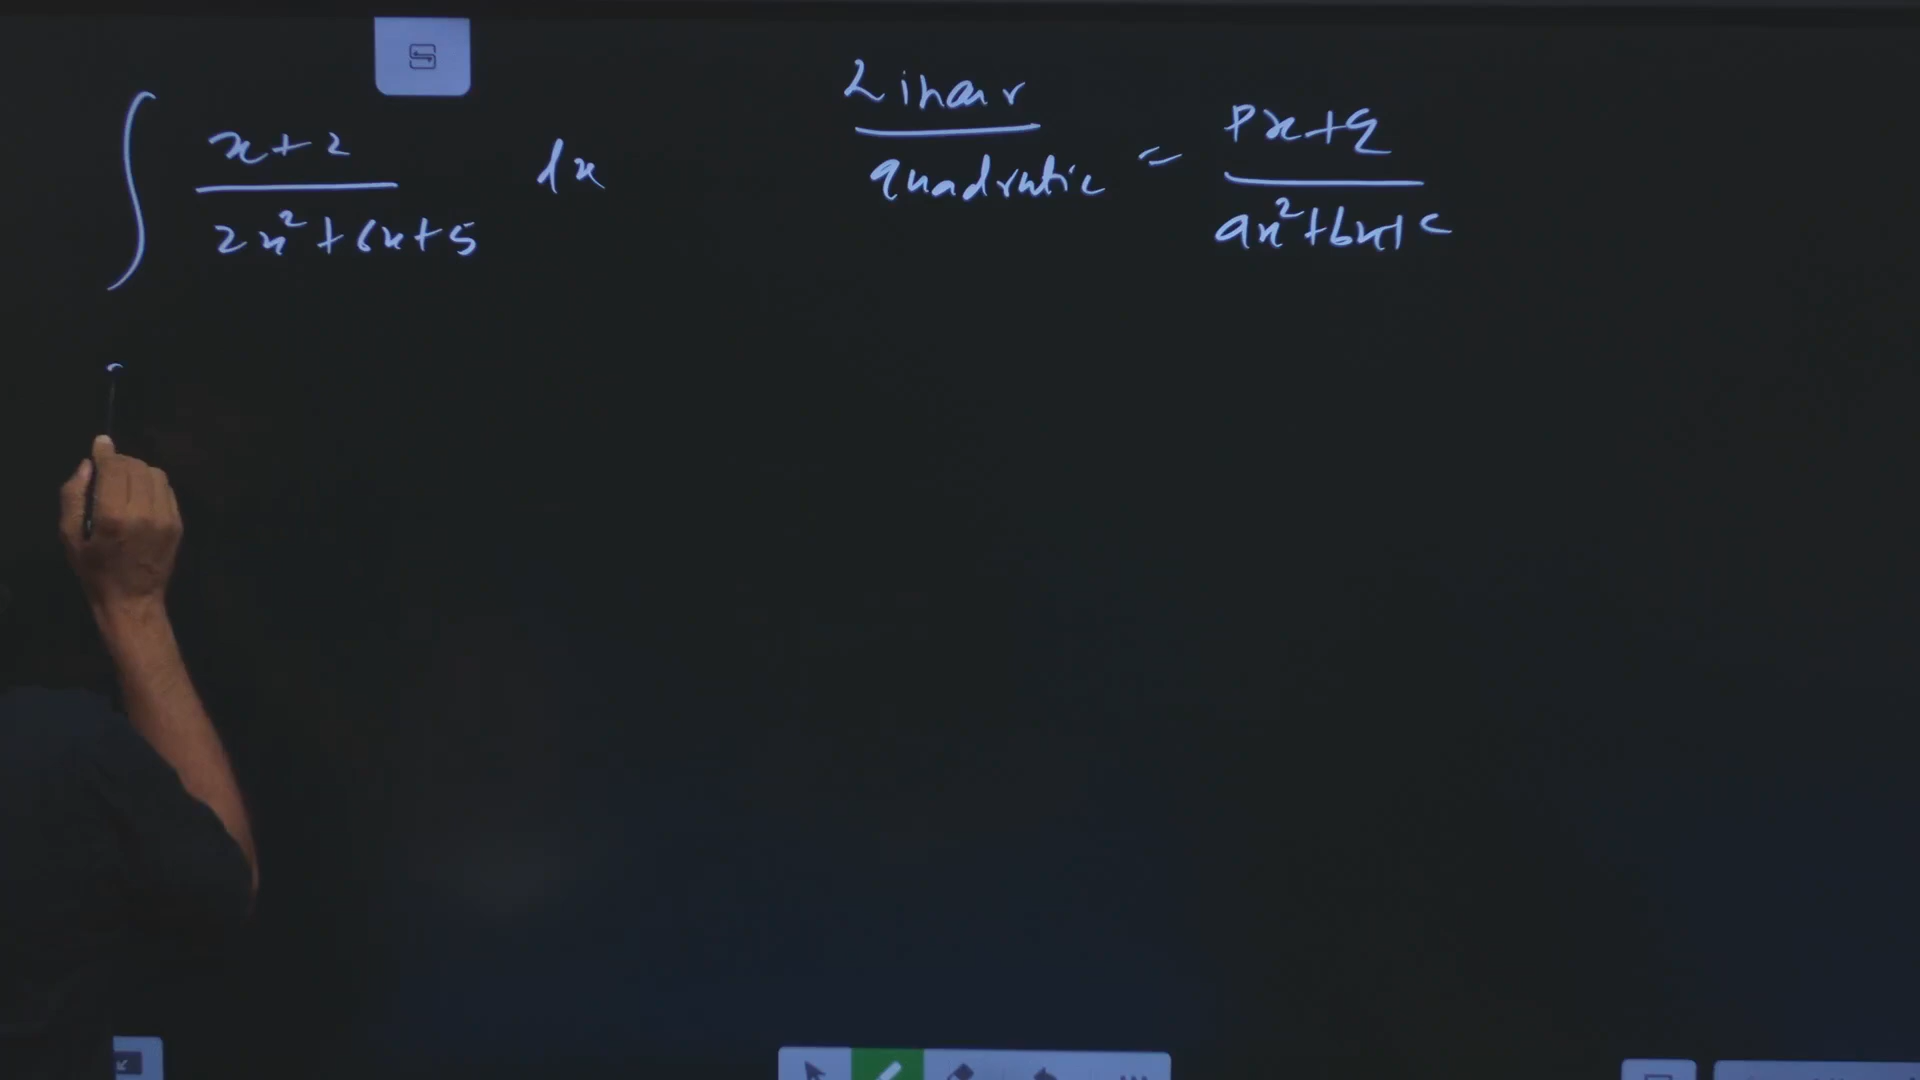 ∫ x+2 / 2x²+6x+5 dx
Linear / quadratic = Px+q / ax²+bx+c